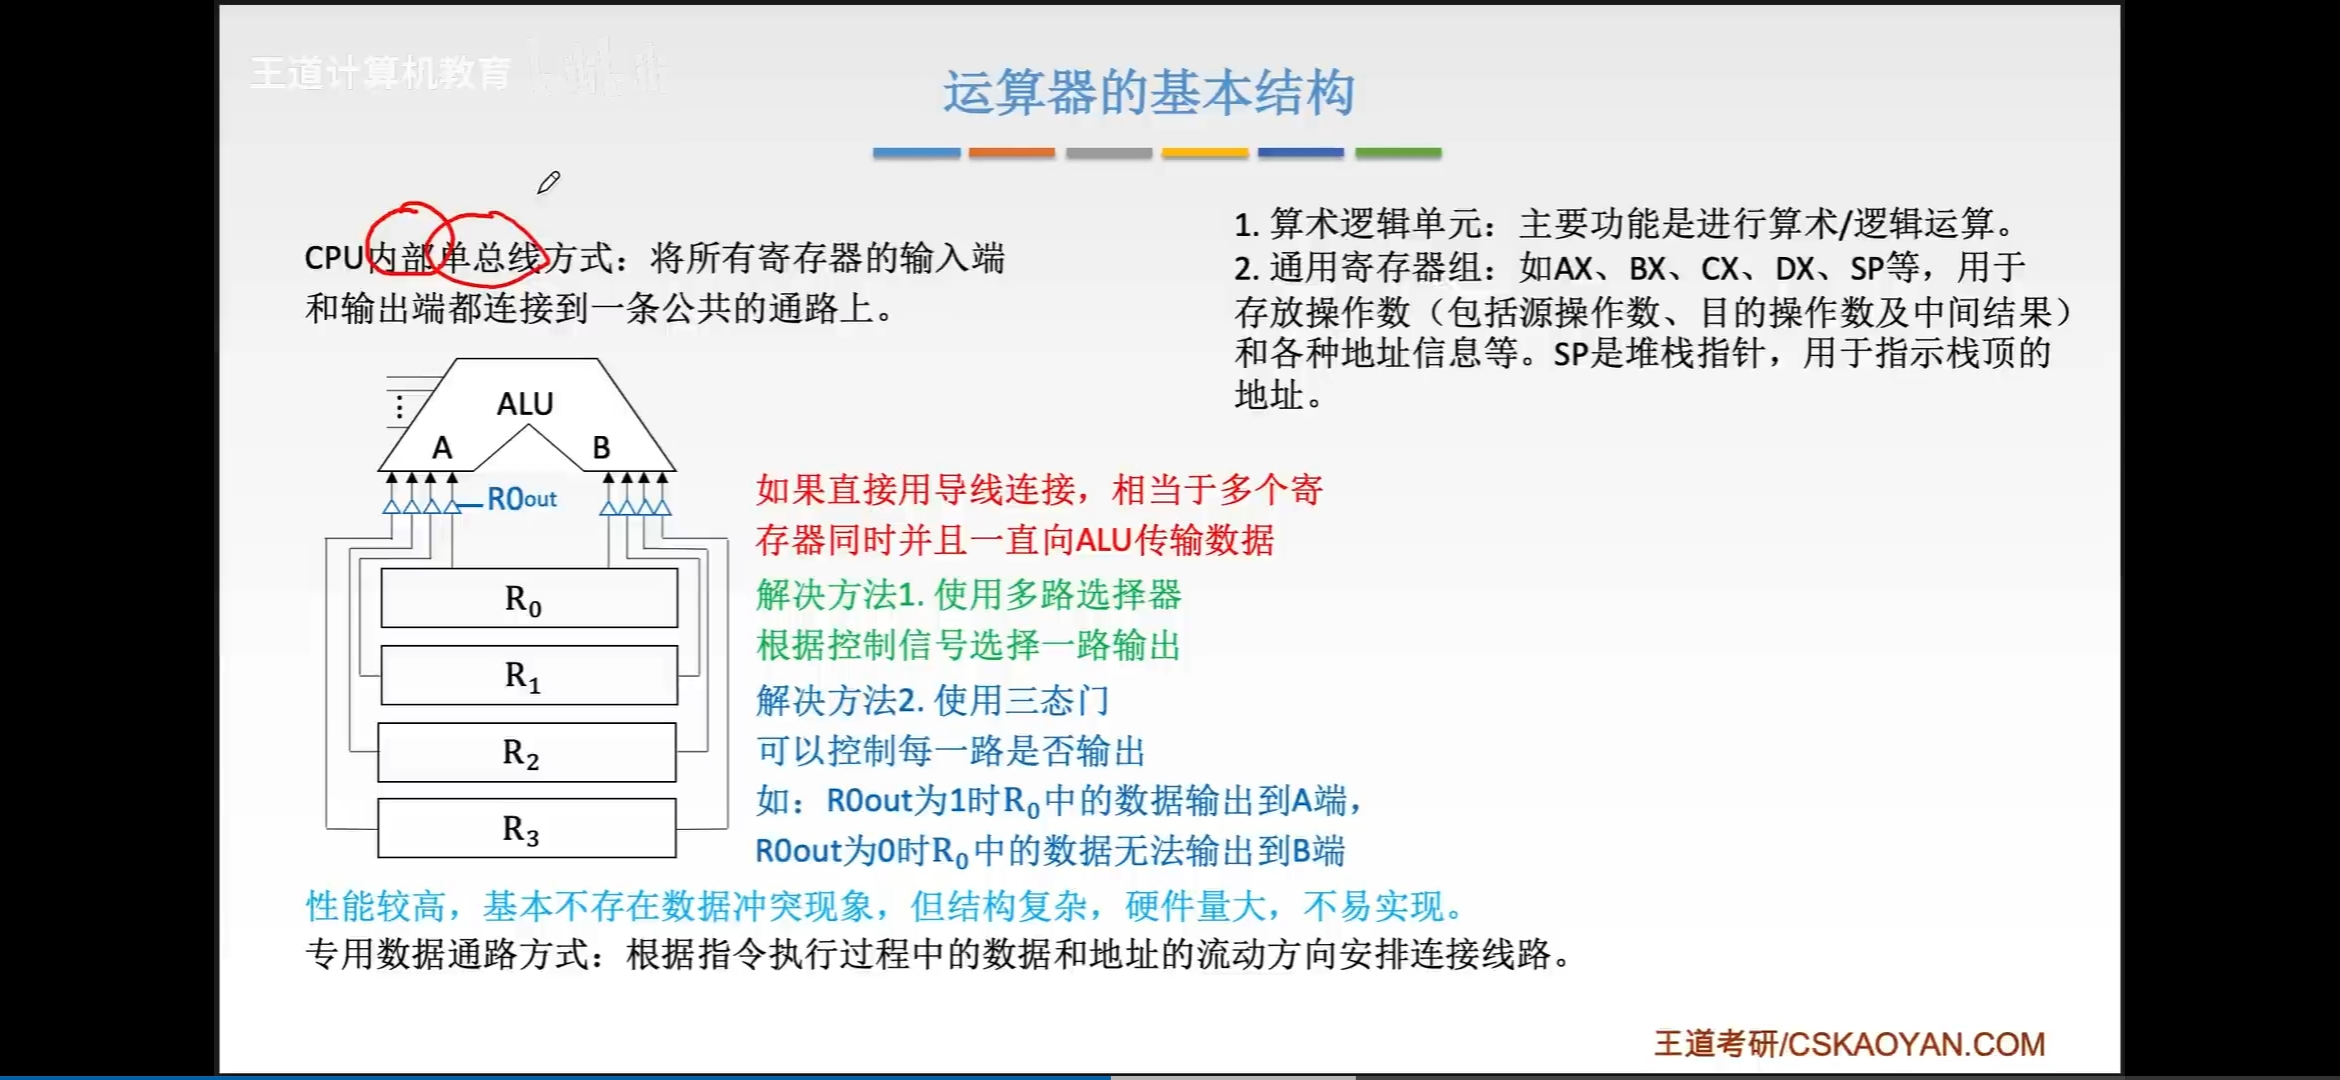 王道计算机教育
运算器的基本结构
CPU内部单总线方式：将所有寄存器的输入端
和输出端都连接到一条公共的通路上。
1. 算术逻辑单元：主要功能是进行算术/逻辑运算。
2. 通用寄存器组：如AX、BX、CX、DX、SP等，用于
存放操作数（包括源操作数、目的操作数及中间结果）
和各种地址信息等。SP是堆栈指针，用于指示栈顶的
地址。
ALU
A
B
R0out
R0
R1
R2
R3
如果直接用导线连接，相当于多个寄
存器同时并且一直向ALU传输数据
解决方法1. 使用多路选择器
根据控制信号选择一路输出
解决方法2. 使用三态门
可以控制每一路是否输出
如：R0out为1时R0中的数据输出到A端，
R0out为0时R0中的数据无法输出到B端
性能较高，基本不存在数据冲突现象，但结构复杂，硬件量大，不易实现。
专用数据通路方式：根据指令执行过程中的数据和地址的流动方向安排连接线路。
王道考研/CSKAOYAN.COM